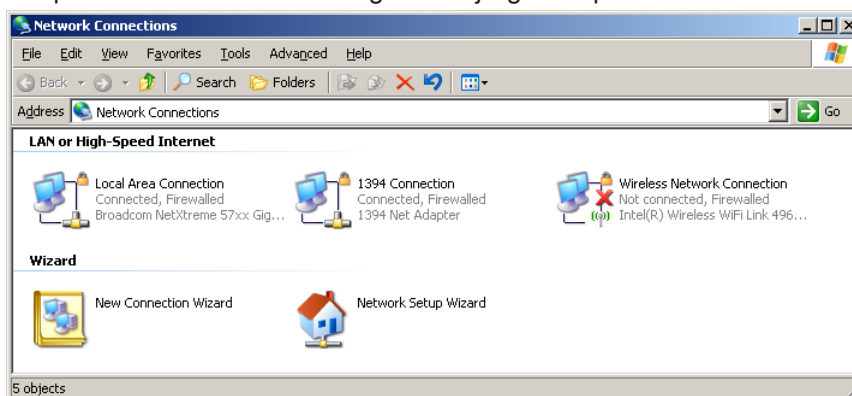 Network Connections
File Edit View Favorites Tools Advanced Help
Back Search Folders
Address Network Connections Go
LAN or High-Speed Internet
Local Area Connection 1394 Connection Wireless Network Connection
Connected, Firewalled Connected, Firewalled Not connected, Firewalled
Broadcom NetXtreme 57xx Gig... 1394 Net Adapter Intel(R) Wireless WiFi Link 496...
Wizard
New Connection Wizard Network Setup Wizard
5 objects